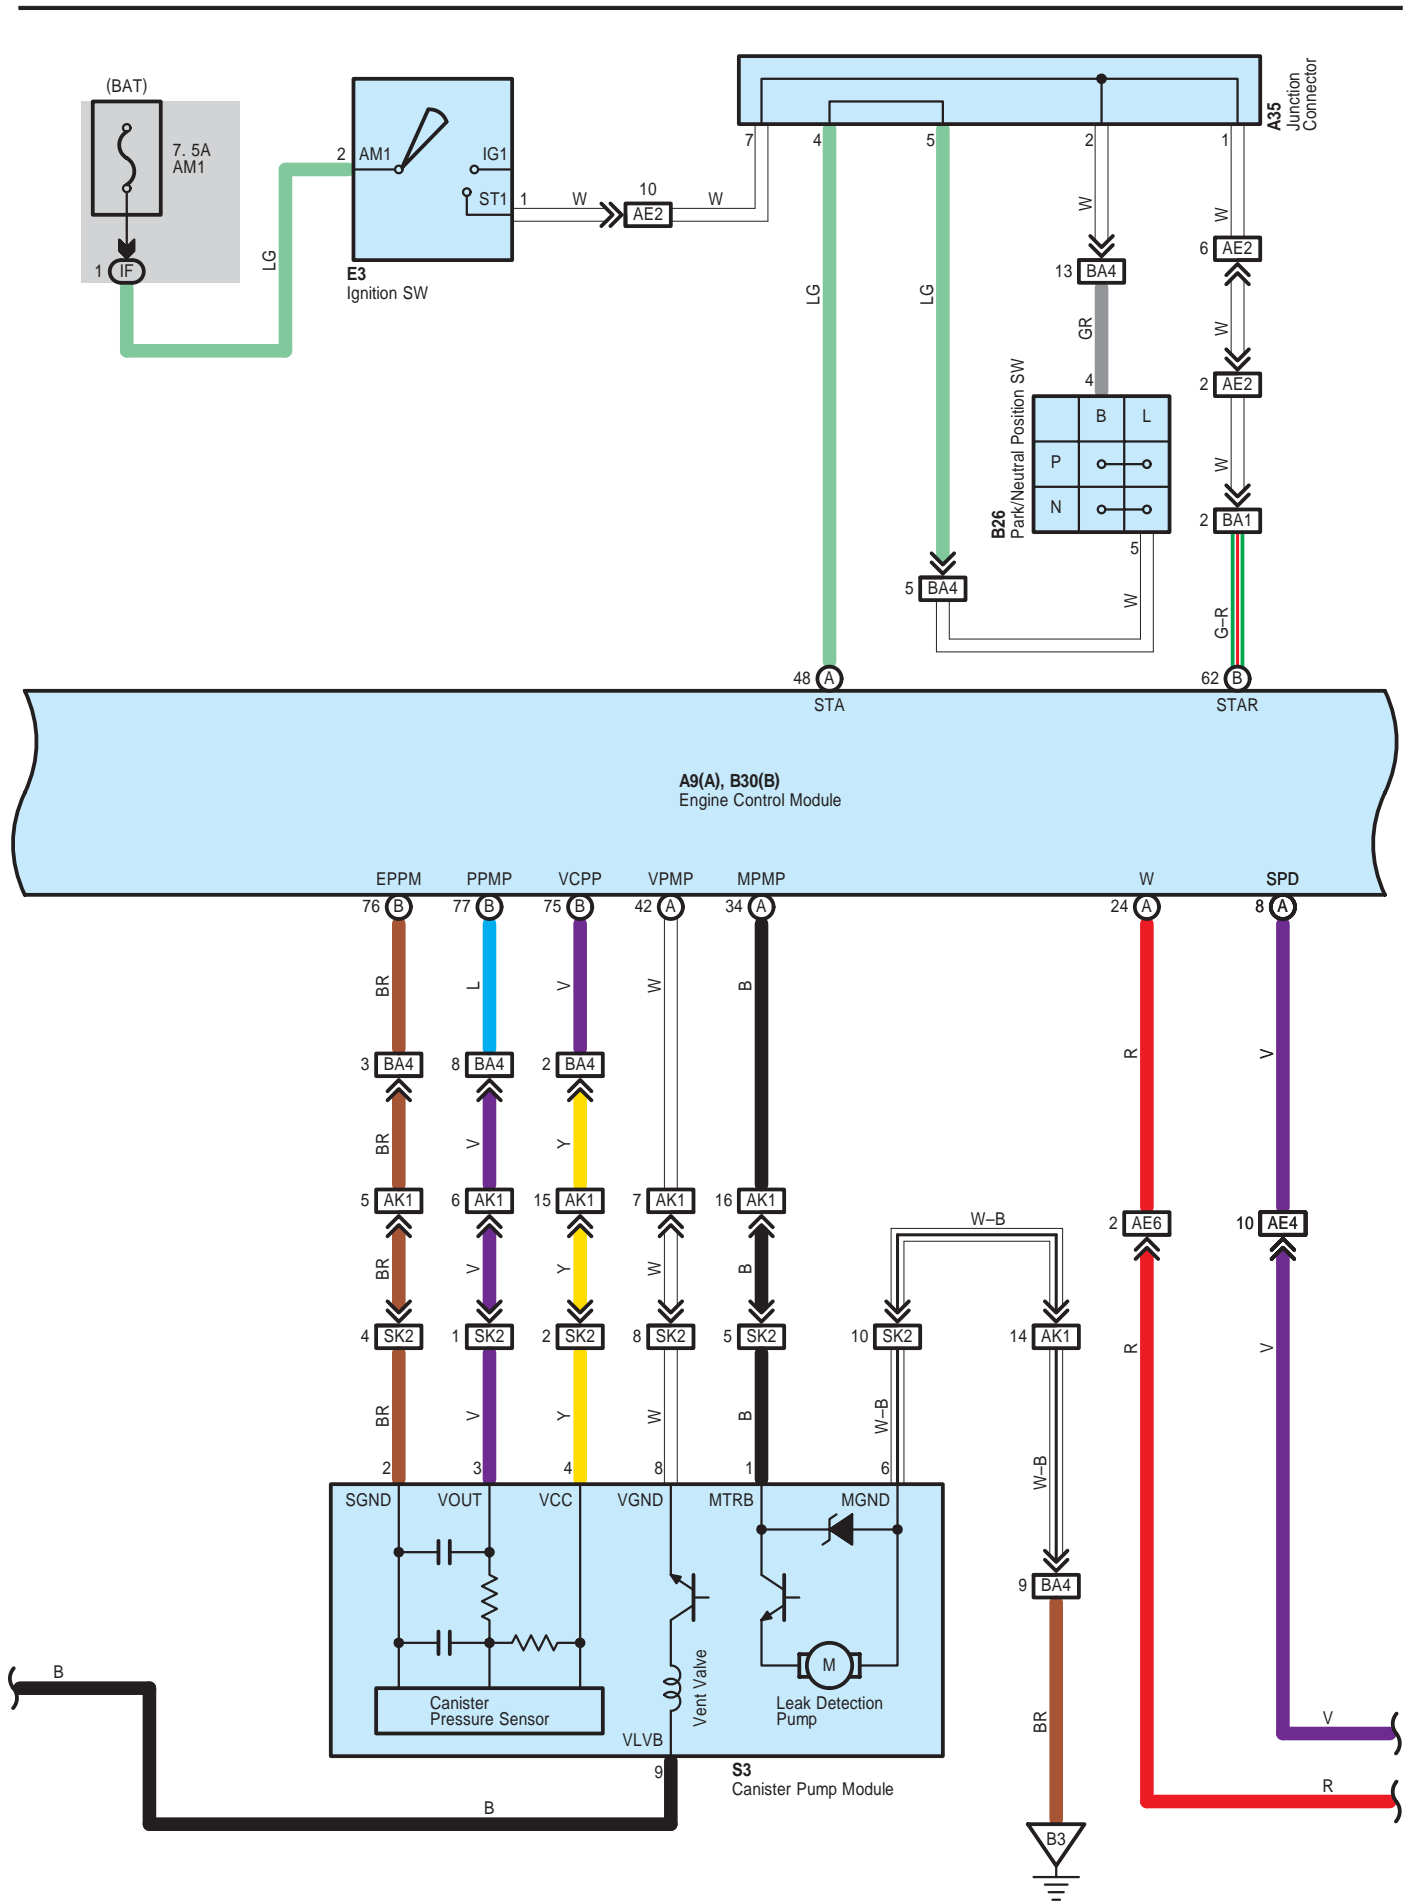 (BAT)
7. 5A
AM1
1
IF
LG
2
AM1
IG1
ST1
1
E3
Ignition SW
W
10
AE2
W
A35
Junction
Connector
7
4
5
2
1
LG
LG
W
W
13
BA4
6
AE2
GR
W
2
AE2
4
B26
Park/Neutral Position SW
B
L
P
N
5
W
W
2
BA1
5
BA4
G–R
48
A
62
B
STA
STAR
A9(A), B30(B)
Engine Control Module
EPPM
PPMP
VCPP
VPMP
MPMP
W
SPD
76
B
77
B
75
B
42
A
34
A
24
A
8
A
BR
L
V
W
B
R
V
3
BA4
8
BA4
2
BA4
BR
V
Y
5
AK1
6
AK1
15
AK1
7
AK1
16
AK1
2
AE6
10
AE4
W–B
BR
V
Y
W
B
4
SK2
1
SK2
2
SK2
8
SK2
5
SK2
10
SK2
14
AK1
R
V
BR
V
Y
W
B
W–B
W–B
2
3
4
8
1
6
SGND
VOUT
VCC
VGND
MTRB
MGND
9
BA4
M
Canister
Pressure Sensor
Vent Valve
Leak Detection
Pump
VLVB
9
S3
Canister Pump Module
B
B
BR
B3
V
R